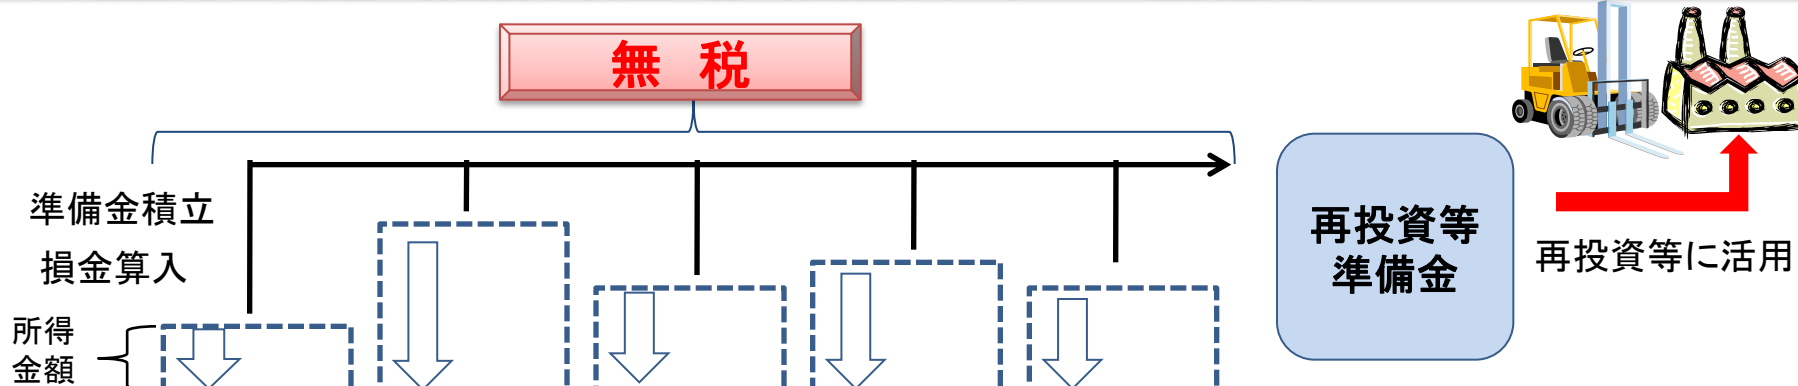 無 税
準備金積立
損金算入
所得
金額
再投資等
準備金
再投資等に活用